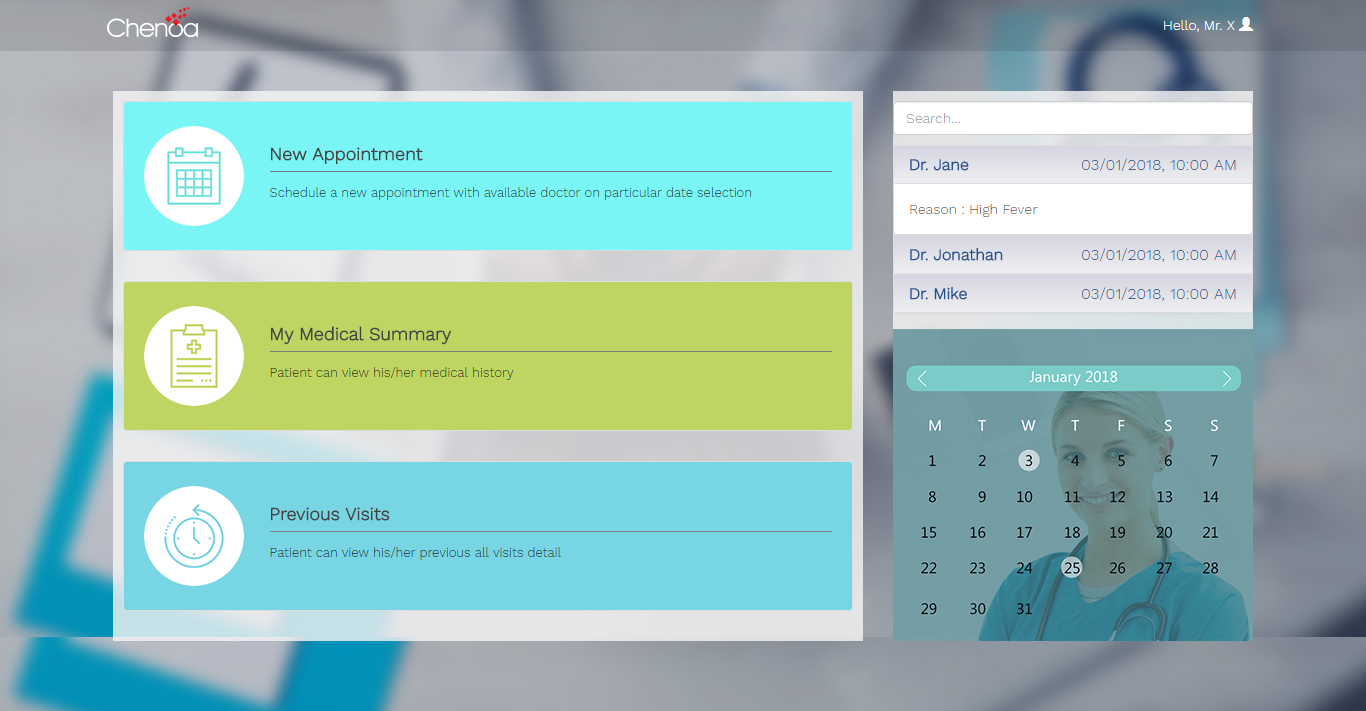 Chenoa
Hello, Mr. X
New Appointment
Schedule a new appointment with available doctor on particular date selection
My Medical Summary
Patient can view his/her medical history
Previous Visits
Patient can view his/her previous all visits detail
Search...
Dr. Jane 03/01/2018, 10:00 AM
Reason : High Fever
Dr. Jonathan 03/01/2018, 10:00 AM
Dr. Mike 03/01/2018, 10:00 AM
January 2018
M T W T F S S
1 2 3 4 5 6 7
8 9 10 11 12 13 14
15 16 17 18 19 20 21
22 23 24 25 26 27 28
29 30 31